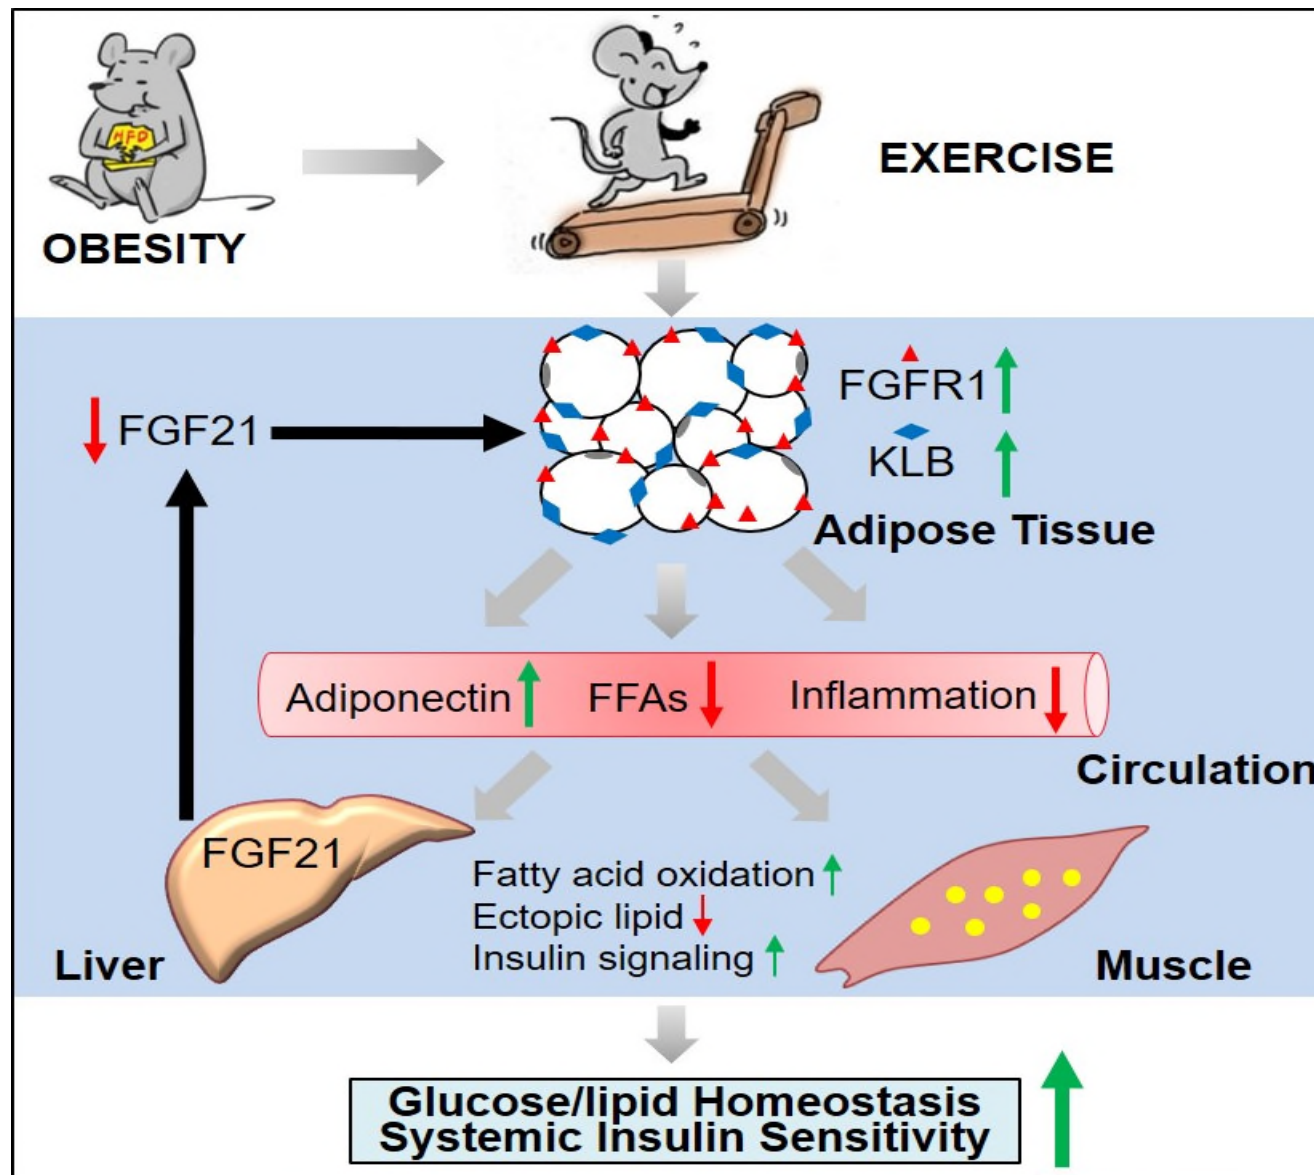 HFD
OBESITY
EXERCISE
FGF21
FGFR1
KLB
Adipose Tissue
Adiponectin
FFAs
Inflammation
Circulation
FGF21
Liver
Fatty acid oxidation
Ectopic lipid
Insulin signaling
Muscle
Glucose/lipid Homeostasis
Systemic Insulin Sensitivity